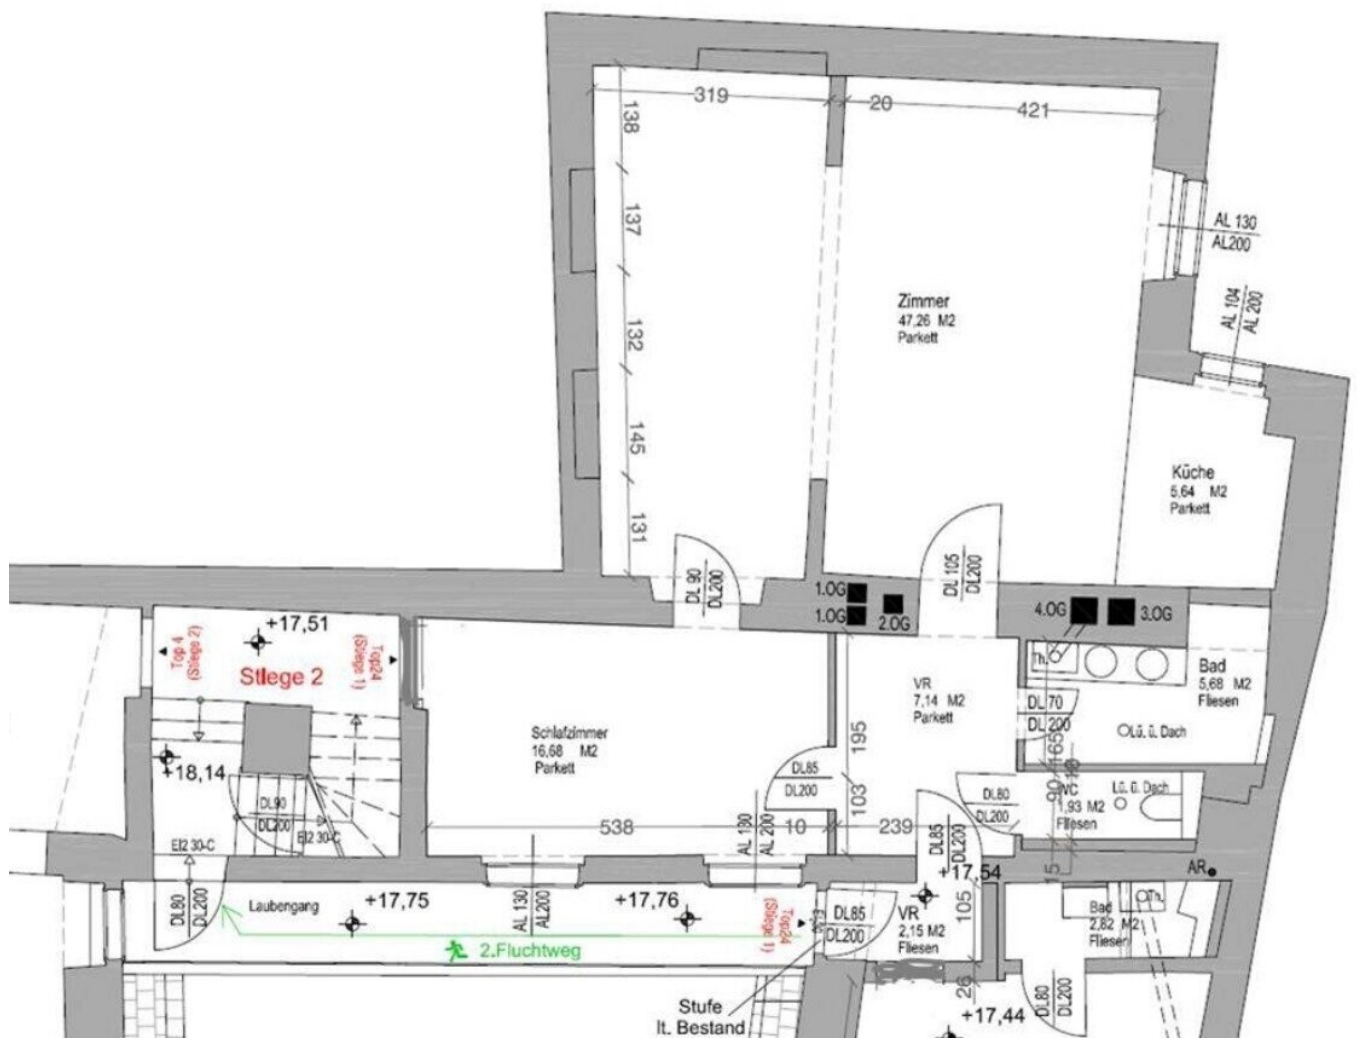 319
20
421
138
137
132
145
131
AL 130
AL200
AL 104
AL 200
Zimmer
47,26 M2
Parkett
Küche
5,64 M2
Parkett
DL 90
DL200
DL 105
DL200
1.OG
1.OG
2.OG
4.OG
3.OG
+17,51
Top 4
(Stiege 2)
Top24
(Stiege 1)
Stiege 2
+18,14
DL90
DL200
EI2 30-C
EI2 30-C
DL80
DL200
Schlafzimmer
16,68 M2
Parkett
538
10
239
DL85
DL200
195
103
VR
7,14 M2
Parkett
Th.
Bad
5,68 M2
Fliesen
DL 70
DL 200
Lü. ü. Dach
165
10
90
WC
1,93 M2
Fliesen
Lü. ü. Dach
DL80
DL200
DL85
DL200
15
AR
AL 130
AL200
AL 130
AL 200
Laubengang
+17,75
+17,76
Top24
(Stiege 1)
2.Fluchtweg
DL85
DL200
+17,54
VR
2,15 M2
Fliesen
105
26
Bad
2,82 M2
Fliesen
Th.
DL80
DL200
+17,44
Stufe
lt. Bestand